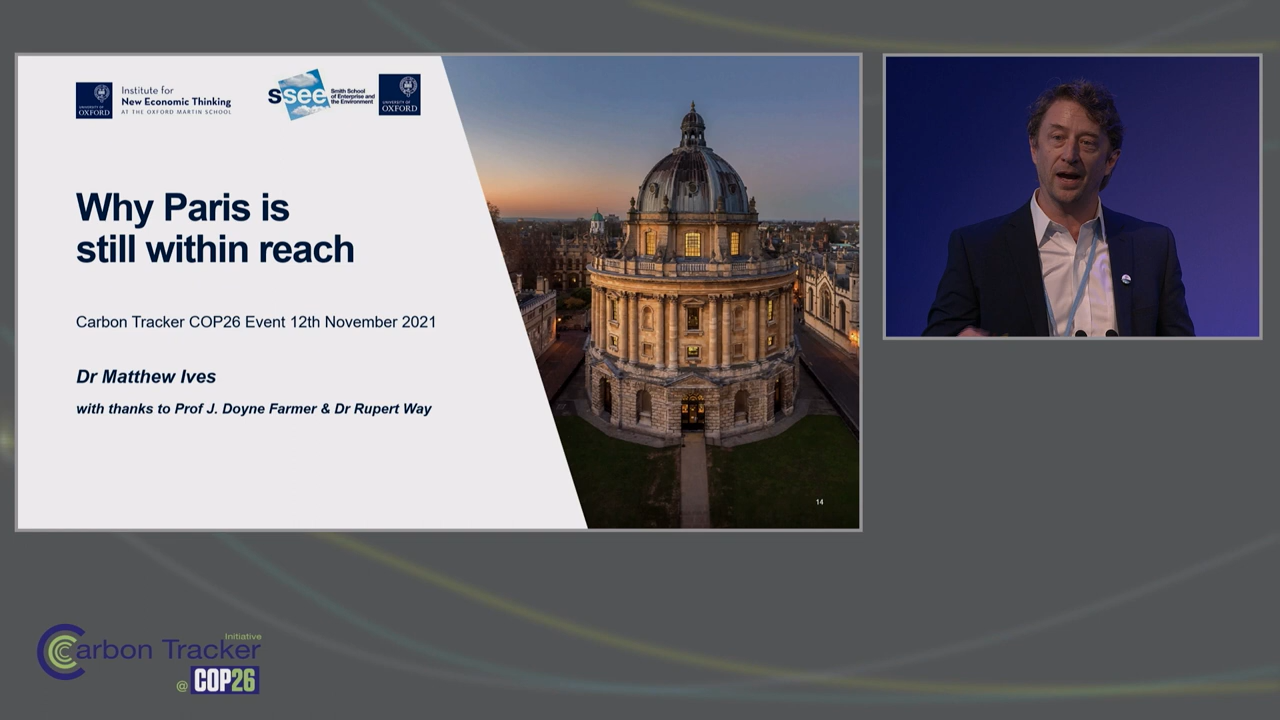 UNIVERSITY OF
OXFORD
Institute for
New Economic Thinking
AT THE OXFORD MARTIN SCHOOL
ssee
Smith School
of Enterprise and
the Environment
UNIVERSITY OF
OXFORD
Why Paris is
still within reach
Carbon Tracker COP26 Event 12th November 2021
Dr Matthew Ives
with thanks to Prof J. Doyne Farmer & Dr Rupert Way
14
Carbon Tracker
Initiative
@ COP26